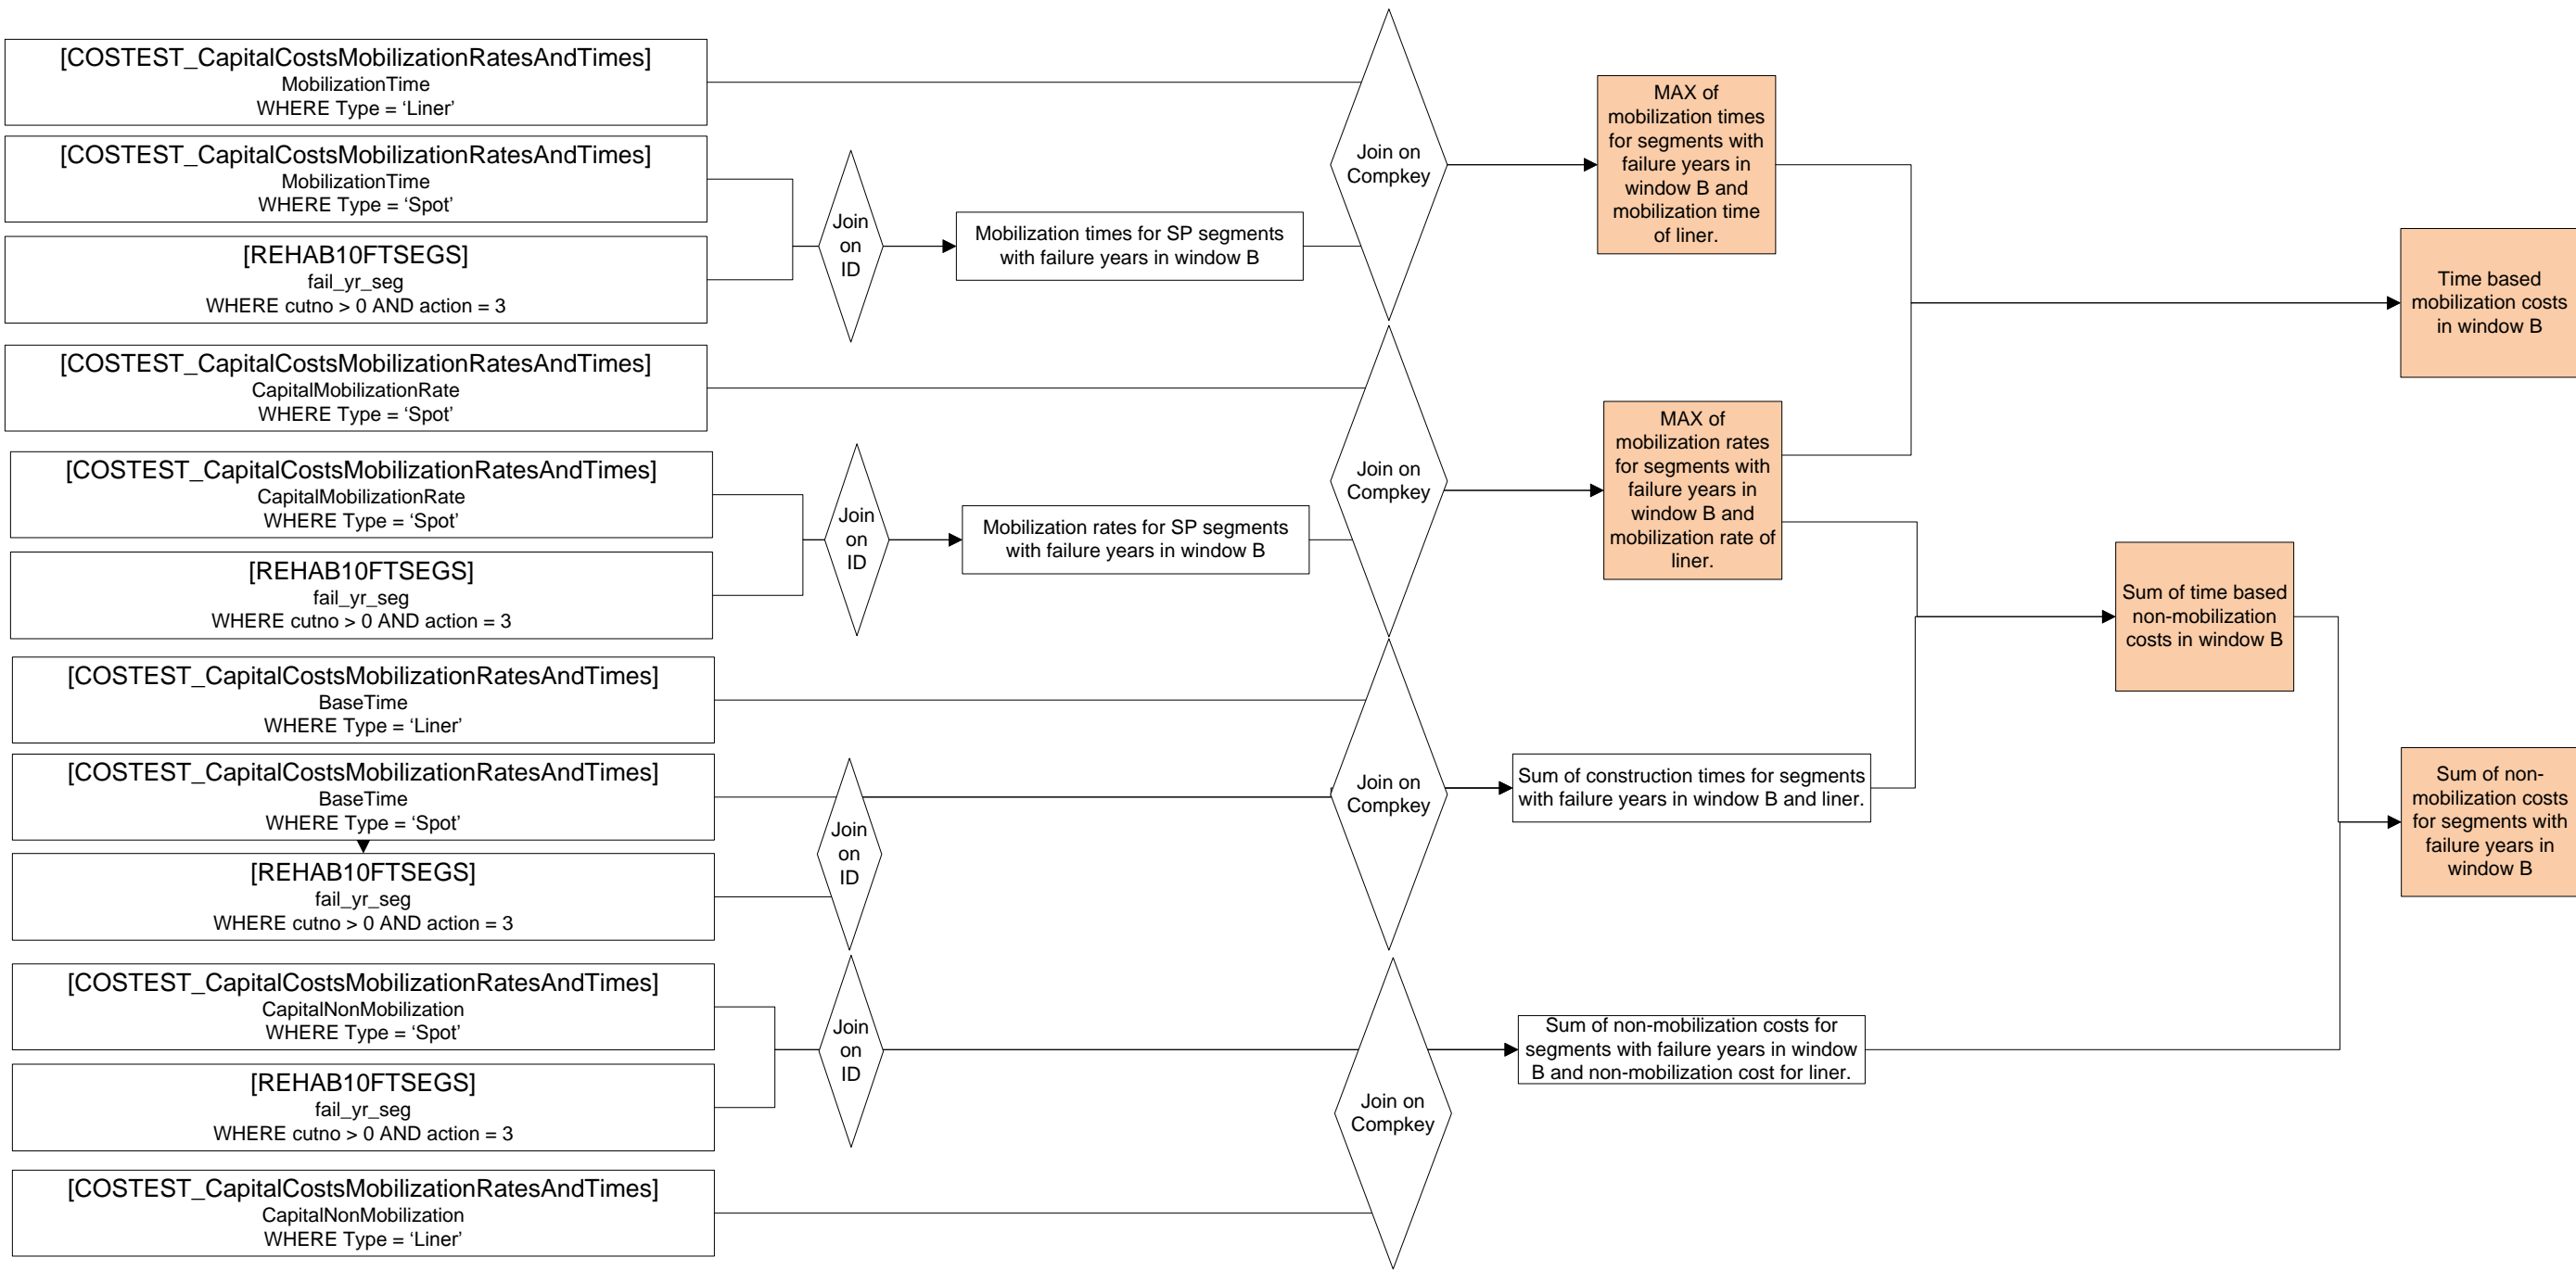 [COSTEST_CapitalCostsMobilizationRatesAndTimes]
MobilizationTime
WHERE Type = ‘Liner’
[COSTEST_CapitalCostsMobilizationRatesAndTimes]
MobilizationTime
WHERE Type = ‘Spot’
[REHAB10FTSEGS]
fail_yr_seg
WHERE cutno > 0 AND action = 3
Join
on
ID
Mobilization times for SP segments
with failure years in window B
Join on
Compkey
MAX of
mobilization times
for segments with
failure years in
window B and
mobilization time
of liner.
Time based
mobilization costs
in window B
[COSTEST_CapitalCostsMobilizationRatesAndTimes]
CapitalMobilizationRate
WHERE Type = ‘Spot’
[COSTEST_CapitalCostsMobilizationRatesAndTimes]
CapitalMobilizationRate
WHERE Type = ‘Spot’
[REHAB10FTSEGS]
fail_yr_seg
WHERE cutno > 0 AND action = 3
Join
on
ID
Mobilization rates for SP segments
with failure years in window B
Join on
Compkey
MAX of
mobilization rates
for segments with
failure years in
window B and
mobilization rate of
liner.
Sum of time based
non-mobilization
costs in window B
[COSTEST_CapitalCostsMobilizationRatesAndTimes]
BaseTime
WHERE Type = ‘Liner’
[COSTEST_CapitalCostsMobilizationRatesAndTimes]
BaseTime
WHERE Type = ‘Spot’
[REHAB10FTSEGS]
fail_yr_seg
WHERE cutno > 0 AND action = 3
Join
on
ID
Join on
Compkey
Sum of construction times for segments
with failure years in window B and liner.
Sum of non-
mobilization costs
for segments with
failure years in
window B
[COSTEST_CapitalCostsMobilizationRatesAndTimes]
CapitalNonMobilization
WHERE Type = ‘Spot’
[REHAB10FTSEGS]
fail_yr_seg
WHERE cutno > 0 AND action = 3
Join
on
ID
Join on
Compkey
Sum of non-mobilization costs for
segments with failure years in window
B and non-mobilization cost for liner.
[COSTEST_CapitalCostsMobilizationRatesAndTimes]
CapitalNonMobilization
WHERE Type = ‘Liner’